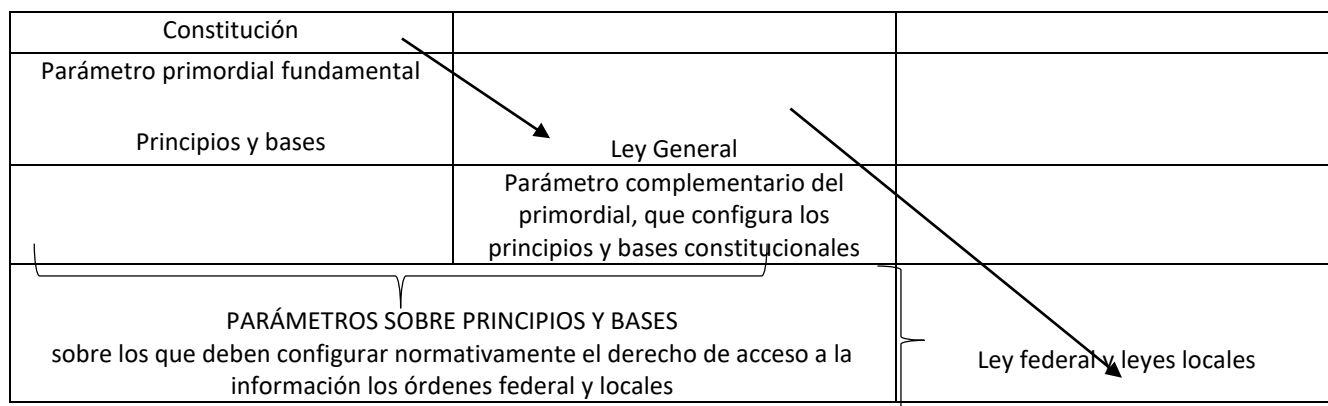 Constitución
Parámetro primordial fundamental
Principios y bases
Ley General
Parámetro complementario del
primordial, que configura los
principios y bases constitucionales
PARÁMETROS SOBRE PRINCIPIOS Y BASES
sobre los que deben configurar normativamente el derecho de acceso a la
información los órdenes federal y locales
Ley federal y leyes locales